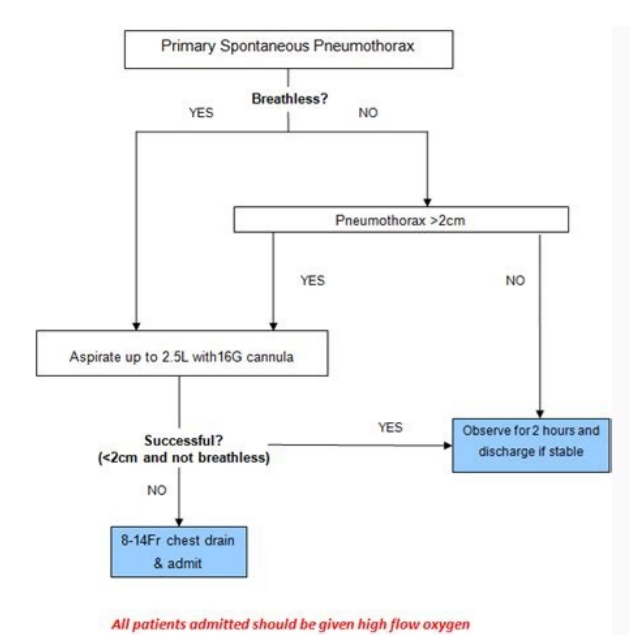 Primary Spontaneous Pneumothorax
Breathless?
YES
NO
Pneumothorax >2cm
YES
NO
Aspirate up to 2.5L with16G cannula
Successful?
(<2cm and not breathless)
YES
Observe for 2 hours and
discharge if stable
NO
8-14Fr chest drain
& admit
All patients admitted should be given high flow oxygen